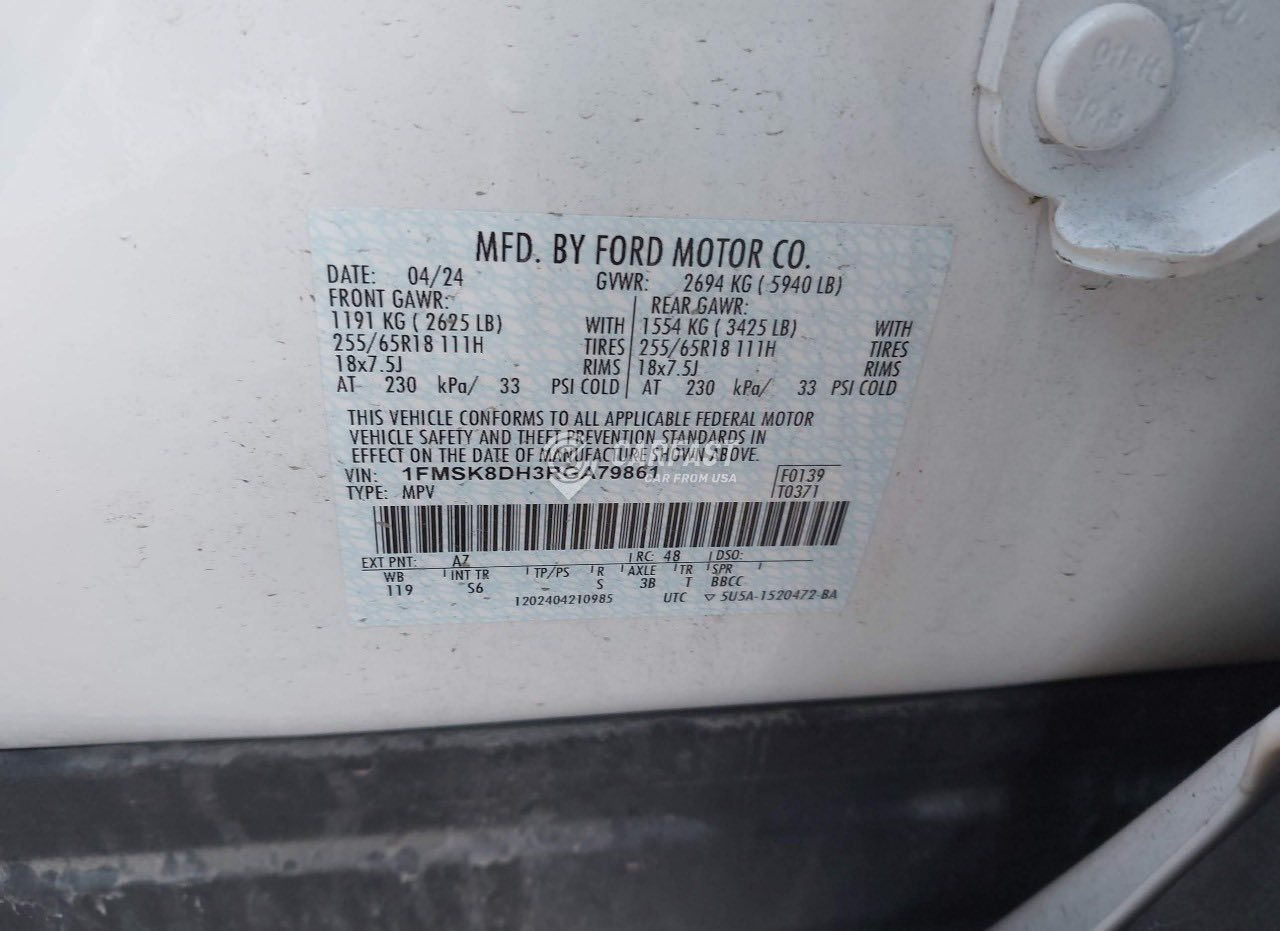 MFD. BY FORD MOTOR CO.
DATE: 04/24 GVWR: 2694 KG ( 5940 LB)
FRONT GAWR: REAR GAWR:
1191 KG ( 2625 LB) WITH 1554 KG ( 3425 LB) WITH
255/65R18 111H TIRES 255/65R18 111H TIRES
18x7.5J RIMS 18x7.5J RIMS
AT 230 kPa/ 33 PSI COLD AT 230 kPa/ 33 PSI COLD
THIS VEHICLE CONFORMS TO ALL APPLICABLE FEDERAL MOTOR
VEHICLE SAFETY AND THEFT PREVENTION STANDARDS IN
EFFECT ON THE DATE OF MANUFACTURE SHOWN ABOVE.
CARFAST
CAR FROM USA
VIN: 1FMSK8DH3RGA79861 F0139
TYPE: MPV T0371
EXT PNT: AZ RC: 48 DSO:
WB INT TR TP/PS R AXLE TR SPR
119 S6 S 3B T BBCC
1202404210985 UTC ▽ 5U5A-1520472-BA